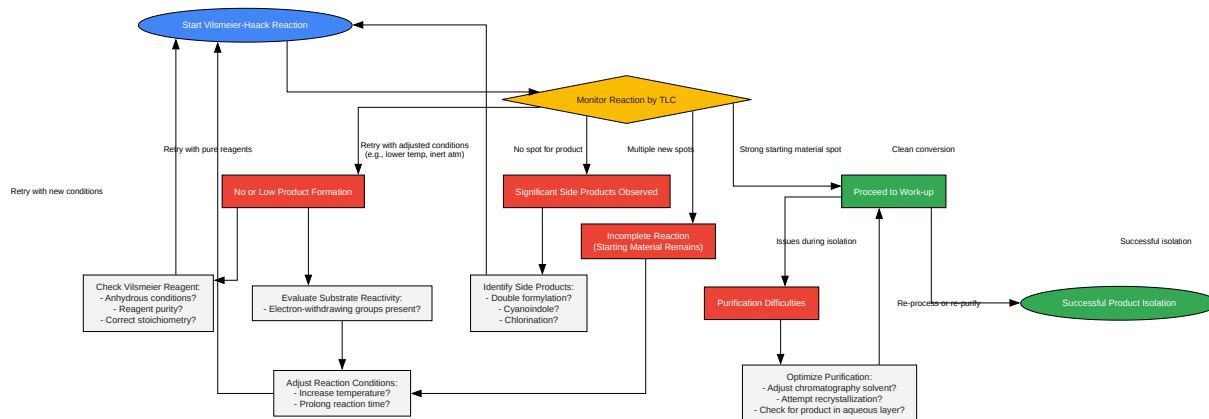 Start Vilsmeier-Haack Reaction
Monitor Reaction by TLC
Retry with pure reagents
Retry with adjusted conditions
(e.g., lower temp, inert atm)
No spot for product
Multiple new spots
Strong starting material spot
Clean conversion
Retry with new conditions
No or Low Product Formation
Significant Side Products Observed
Proceed to Work-up
Incomplete Reaction
(Starting Material Remains)
Issues during isolation
Successful isolation
Check Vilsmeier Reagent:
- Anhydrous conditions?
- Reagent purity?
- Correct stoichiometry?
Evaluate Substrate Reactivity:
- Electron-withdrawing groups present?
Identify Side Products:
- Double formylation?
- Cyanoindole?
- Chlorination?
Purification Difficulties
Re-process or re-purify
Successful Product Isolation
Adjust Reaction Conditions:
- Increase temperature?
- Prolong reaction time?
Optimize Purification:
- Adjust chromatography solvent?
- Attempt recrystallization?
- Check for product in aqueous layer?